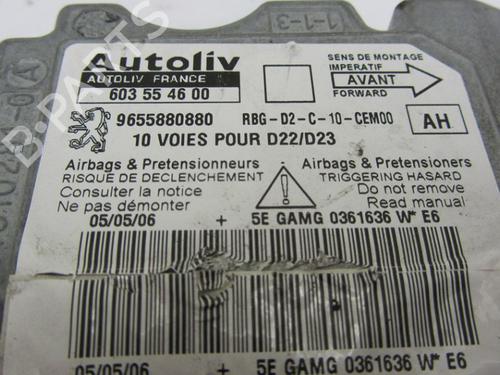 1-1-3
Autoliv
AUTOLIV FRANCE
603 55 46 00
SENS DE MONTAGE
IMPERATIF
AVANT
FORWARD
9655880880 RBG-D2-C-10-CEM00
AH
10 VOIES POUR D22/D23
Airbags & Pretensionneurs
RISQUE DE DECLENCHEMENT
Consulter la notice
Ne pas démonter
Airbags & Pretensioners
TRIGGERING HASARD
Do not remove
Read manual
05/05/06 + 5E GAMG 0361636 W* E6
05/05/06 + 5E GAMG 0361636 W* E6
B-PARTS